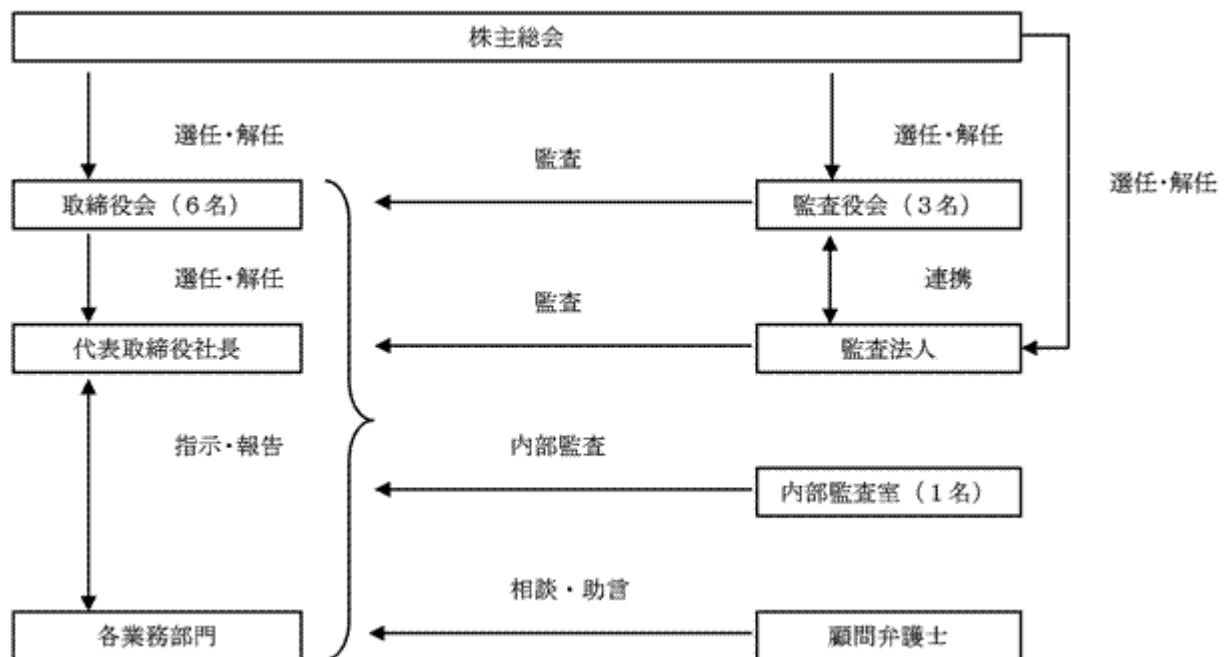 株主総会
選任・解任
選任・解任
監査
選任・解任
取締役会（６名）
監査役会（３名）
選任・解任
連携
監査
代表取締役社長
監査法人
指示・報告
内部監査
内部監査室（１名）
相談・助言
各業務部門
顧問弁護士